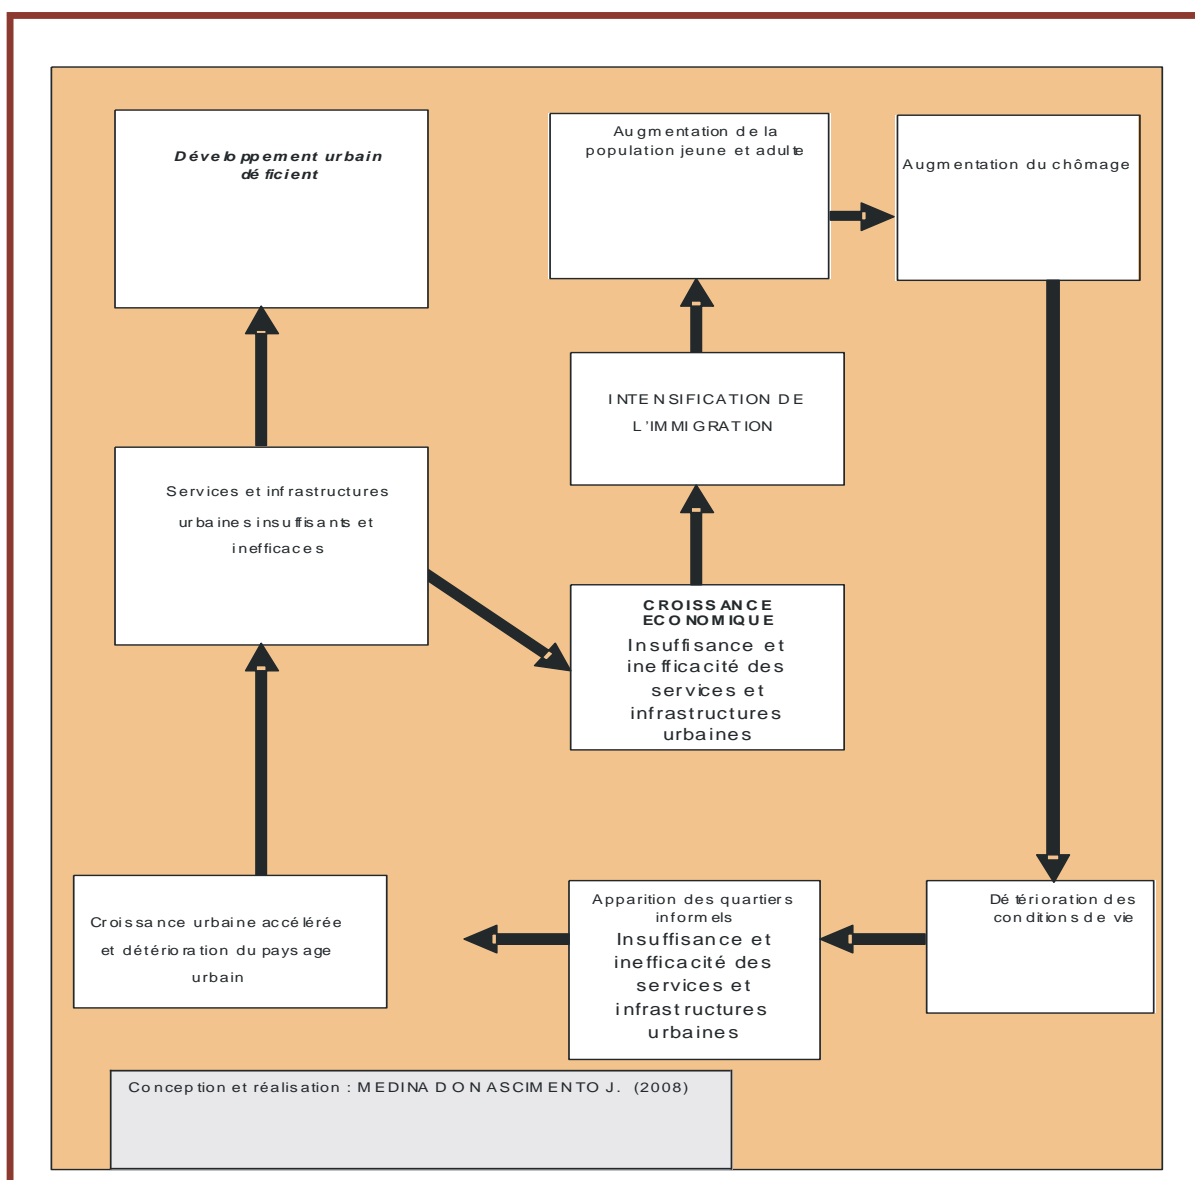 Développement urbain
déficient
Augmentation de la
population jeune et adulte
Augmentation du chômage
INTENSIFICATION DE
L'IMMIGRATION
Services et infrastructures
urbaines insuffisants et
inefficaces
CROISSANCE
ECONOMIQUE
Insuffisance et
inefficacité des
services et
infrastructures
urbaines
Croissance urbaine accélérée
et détérioration du paysage
urbain
Apparition des quartiers
informels
Insuffisance et
inefficacité des
services et
infrastructures
urbaines
Détérioration des
conditions de vie
Conception et réalisation : MEDINA DO NASCIMENTO J. (2008)